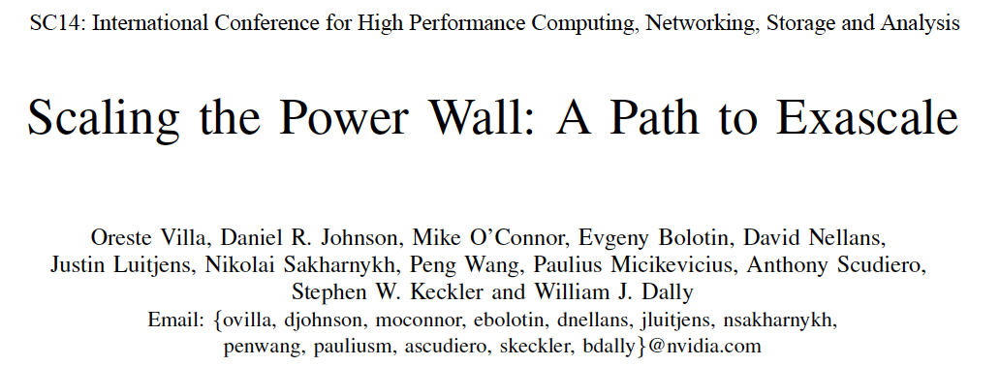 SC14: International Conference for High Performance Computing, Networking, Storage and Analysis
Scaling the Power Wall: A Path to Exascale
Oreste Villa, Daniel R. Johnson, Mike O'Connor, Evgeny Bolotin, David Nellans,
Justin Luitjens, Nikolai Sakharnykh, Peng Wang, Paulius Micikevicius, Anthony Scudiero,
Stephen W. Keckler and William J. Dally
Email: {ovilla, djohnson, moconnor, ebolotin, dnellans, jluitjens, nsakharnykh,
penwang, pauliusm, ascudiero, skeckler, bdally}@nvidia.com